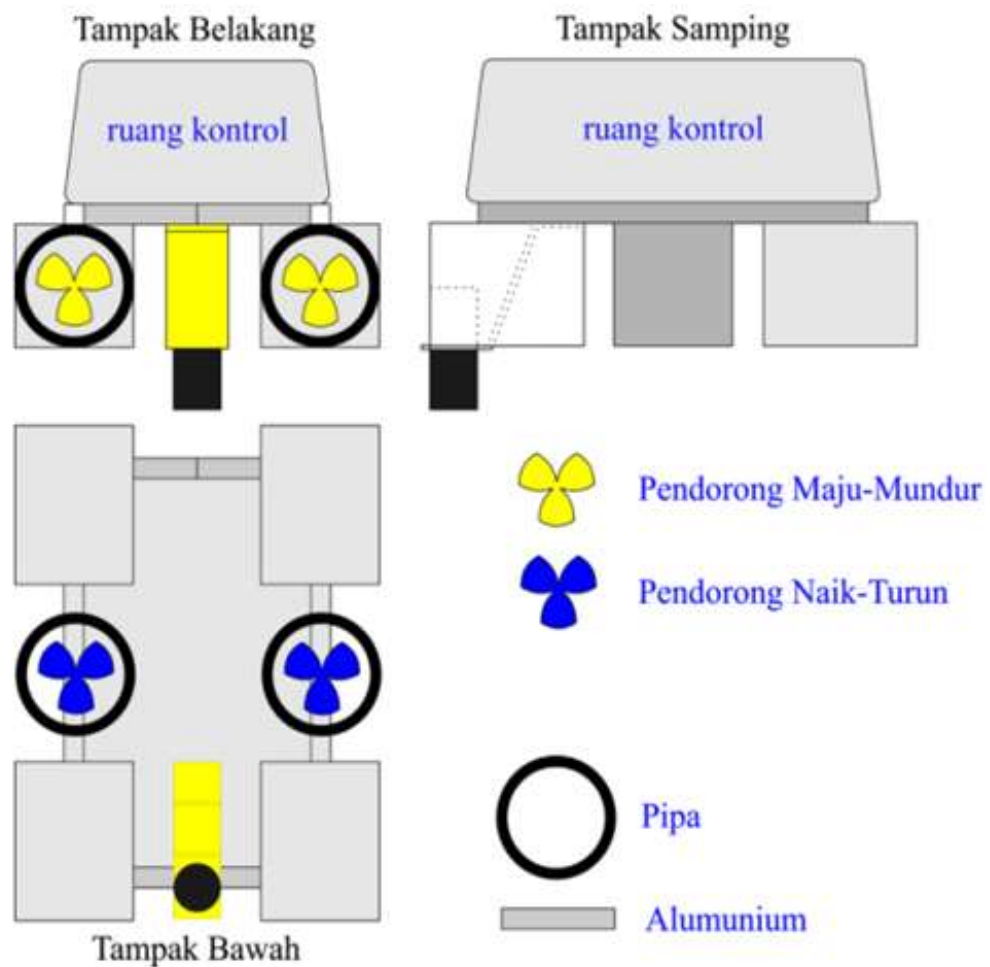 Tampak Belakang
Tampak Samping
ruang kontrol
ruang kontrol
Pendorong Maju-Mundur
Pendorong Naik-Turun
Pipa
Alumunium
Tampak Bawah